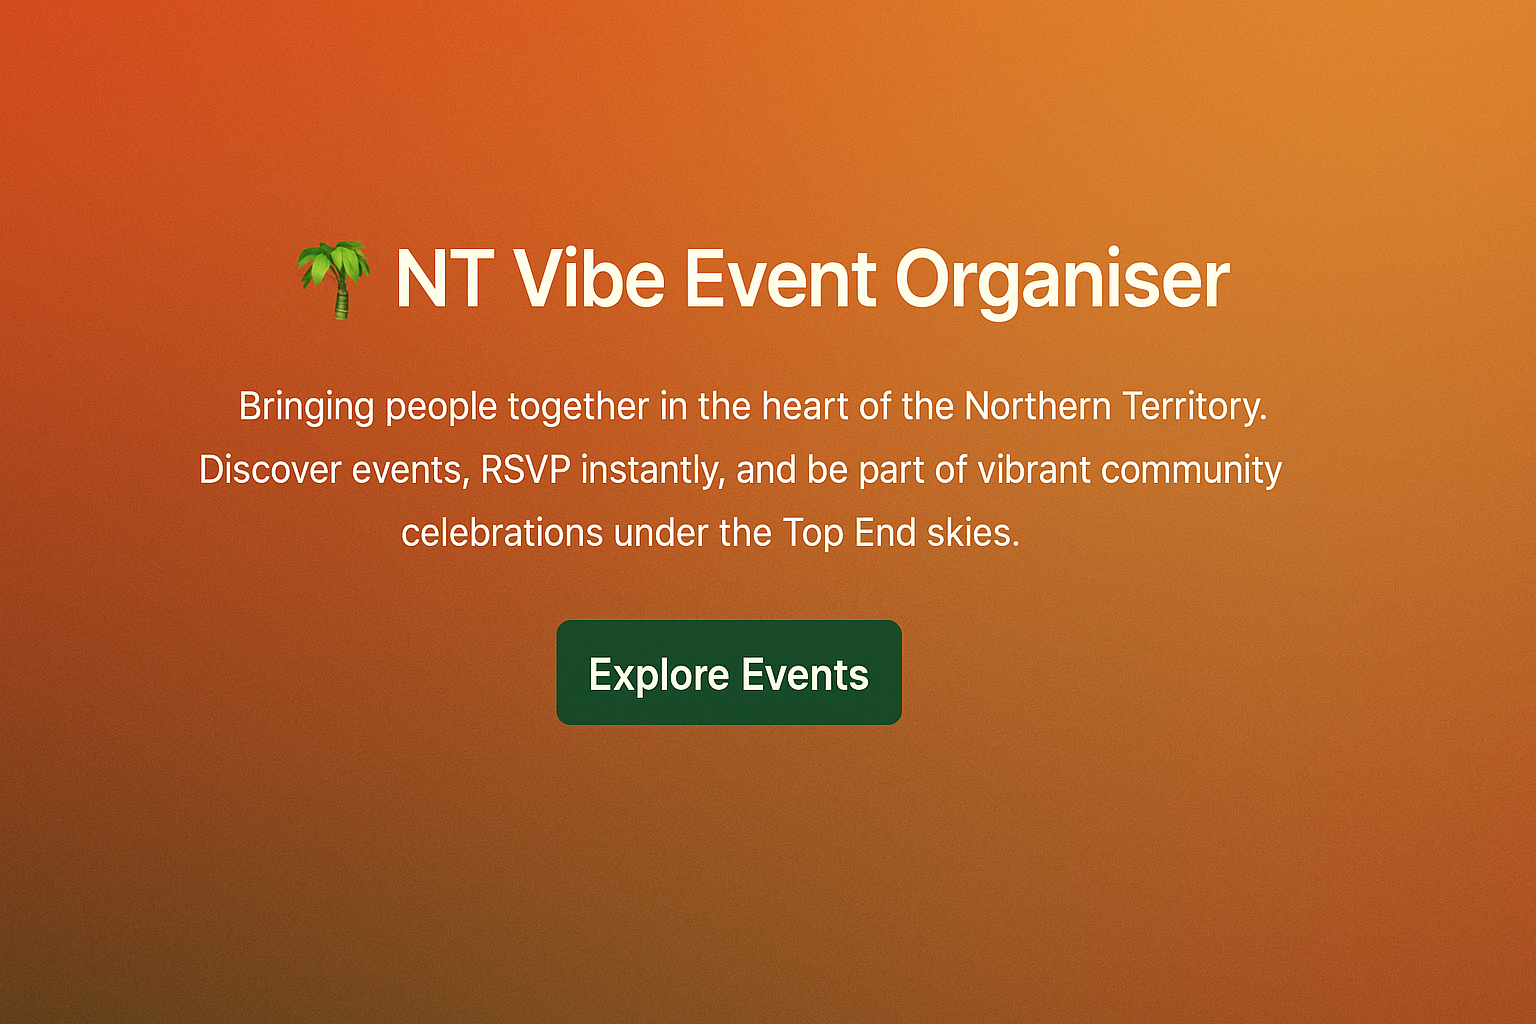 🌴 NT Vibe Event Organiser
Bringing people together in the heart of the Northern Territory.
Discover events, RSVP instantly, and be part of vibrant community
celebrations under the Top End skies.
Explore Events